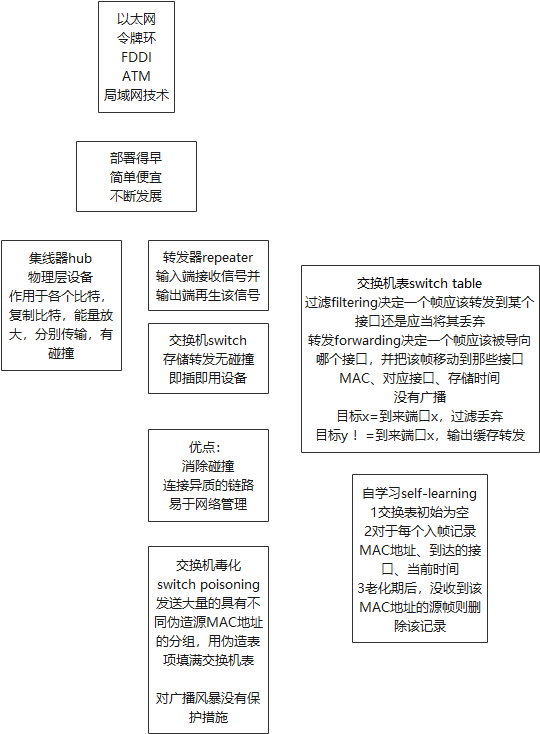 以太网
令牌环
FDDI
ATM
局域网技术
部署得早
简单便宜
不断发展
集线器hub
物理层设备
作用于各个比特，
复制比特，能量放
大，分别传输，有
碰撞
转发器repeater
输入端接收信号并
输出端再生该信号
交换机switch
存储转发无碰撞
即插即用设备
交换机表switch table
过滤filtering决定一个帧应该转发到某个
接口还是应当将其丢弃
转发forwarding决定一个帧应该被导向
哪个接口，并把该帧移动到那些接口
MAC、对应接口、存储时间
没有广播
目标x=到来端口x，过滤丢弃
目标y！=到来端口x，输出缓存转发
优点：
消除碰撞
连接异质的链路
易于网络管理
自学习self-learning
1交换表初始为空
2对于每个入帧记录
MAC地址、到达的接
口、当前时间
3老化期后，没收到该
MAC地址的源帧则删
除该记录
交换机毒化
switch poisoning
发送大量的具有不
同伪造源MAC地址
的分组，用伪造表
项填满交换机表
对广播风暴没有保
护措施